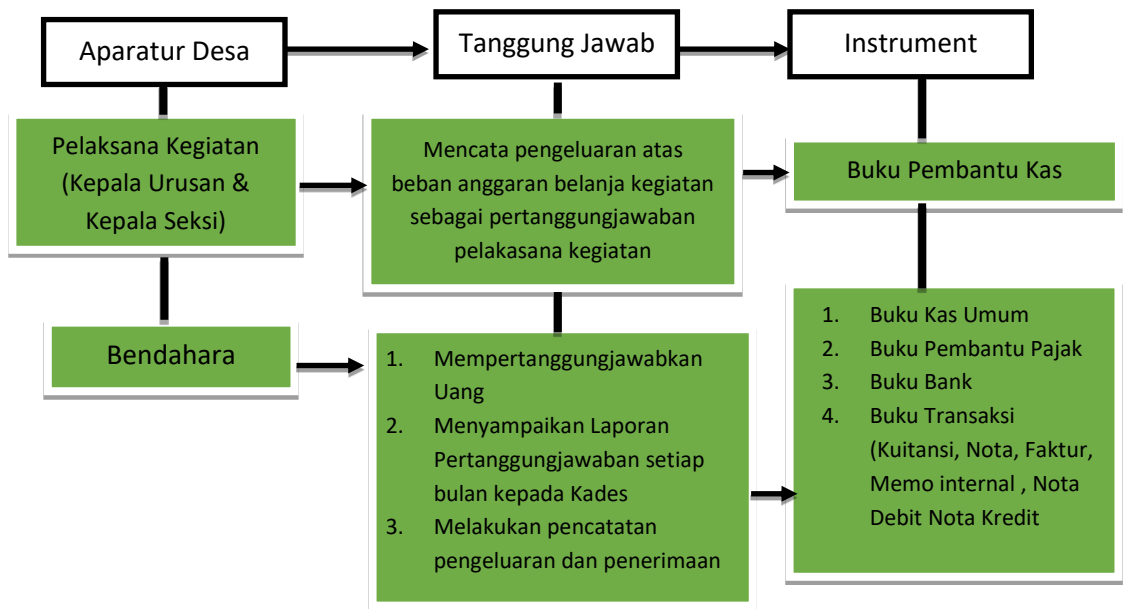 Aparatur Desa
Tanggung Jawab
Instrument
Pelaksana Kegiatan
(Kepala Urusan &
Kepala Seksi)
Mencata pengeluaran atas
beban anggaran belanja kegiatan
sebagai pertanggungjawaban
pelakasana kegiatan
Buku Pembantu Kas
Bendahara
1. Mempertanggungjawabkan
Uang
2. Menyampaikan Laporan
Pertanggungjawaban setiap
bulan kepada Kades
3. Melakukan pencatatan
pengeluaran dan penerimaan
1. Buku Kas Umum
2. Buku Pembantu Pajak
3. Buku Bank
4. Buku Transaksi
(Kuitansi, Nota, Faktur,
Memo internal , Nota
Debit Nota Kredit